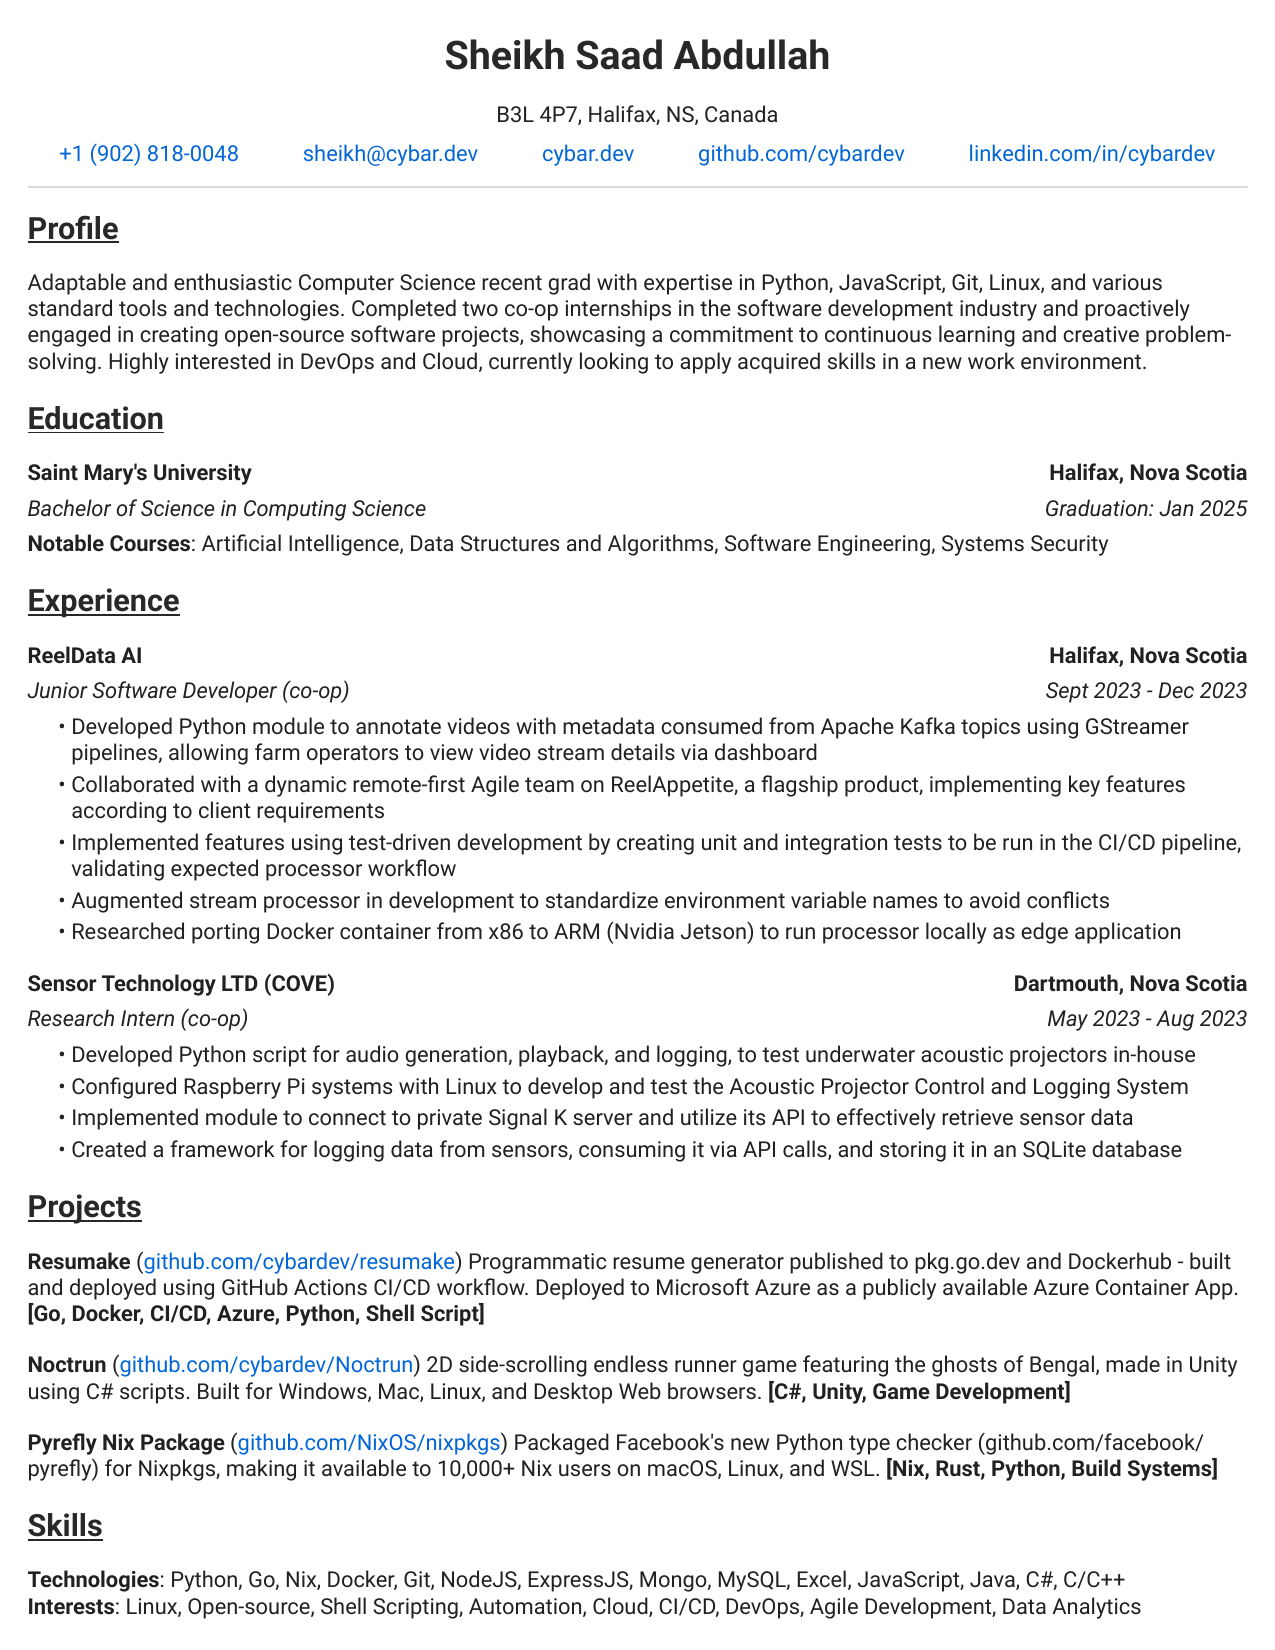 Sheikh Saad Abdullah
B3L 4P7, Halifax, NS, Canada
+1 (902) 818-0048 sheikh@cybar.dev cybar.dev github.com/cybardev linkedin.com/in/cybardev
Profile
Adaptable and enthusiastic Computer Science recent grad with expertise in Python, JavaScript, Git, Linux, and various
standard tools and technologies. Completed two co-op internships in the software development industry and proactively
engaged in creating open-source software projects, showcasing a commitment to continuous learning and creative problem-
solving. Highly interested in DevOps and Cloud, currently looking to apply acquired skills in a new work environment.
Education
Saint Mary's University Halifax, Nova Scotia
Bachelor of Science in Computing Science Graduation: Jan 2025
Notable Courses: Artificial Intelligence, Data Structures and Algorithms, Software Engineering, Systems Security
Experience
ReelData AI Halifax, Nova Scotia
Junior Software Developer (co-op) Sept 2023 - Dec 2023
• Developed Python module to annotate videos with metadata consumed from Apache Kafka topics using GStreamer
pipelines, allowing farm operators to view video stream details via dashboard
• Collaborated with a dynamic remote-first Agile team on ReelAppetite, a flagship product, implementing key features
according to client requirements
• Implemented features using test-driven development by creating unit and integration tests to be run in the CI/CD pipeline,
validating expected processor workflow
• Augmented stream processor in development to standardize environment variable names to avoid conflicts
• Researched porting Docker container from x86 to ARM (Nvidia Jetson) to run processor locally as edge application
Sensor Technology LTD (COVE) Dartmouth, Nova Scotia
Research Intern (co-op) May 2023 - Aug 2023
• Developed Python script for audio generation, playback, and logging, to test underwater acoustic projectors in-house
• Configured Raspberry Pi systems with Linux to develop and test the Acoustic Projector Control and Logging System
• Implemented module to connect to private Signal K server and utilize its API to effectively retrieve sensor data
• Created a framework for logging data from sensors, consuming it via API calls, and storing it in an SQLite database
Projects
Resumake (github.com/cybardev/resumake) Programmatic resume generator published to pkg.go.dev and Dockerhub - built
and deployed using GitHub Actions CI/CD workflow. Deployed to Microsoft Azure as a publicly available Azure Container App.
[Go, Docker, CI/CD, Azure, Python, Shell Script]
Noctrun (github.com/cybardev/Noctrun) 2D side-scrolling endless runner game featuring the ghosts of Bengal, made in Unity
using C# scripts. Built for Windows, Mac, Linux, and Desktop Web browsers. [C#, Unity, Game Development]
Pyrefly Nix Package (github.com/NixOS/nixpkgs) Packaged Facebook's new Python type checker (github.com/facebook/
pyrefly) for Nixpkgs, making it available to 10,000+ Nix users on macOS, Linux, and WSL. [Nix, Rust, Python, Build Systems]
Skills
Technologies: Python, Go, Nix, Docker, Git, NodeJS, ExpressJS, Mongo, MySQL, Excel, JavaScript, Java, C#, C/C++
Interests: Linux, Open-source, Shell Scripting, Automation, Cloud, CI/CD, DevOps, Agile Development, Data Analytics